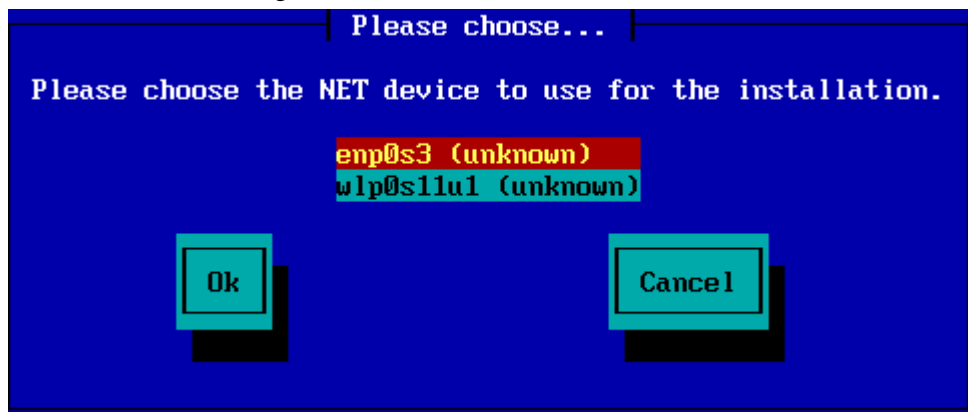 Please choose...
Please choose the NET device to use for the installation.
enp0s3 (unknown)
wlp0s11u1 (unknown)
Ok
Cancel